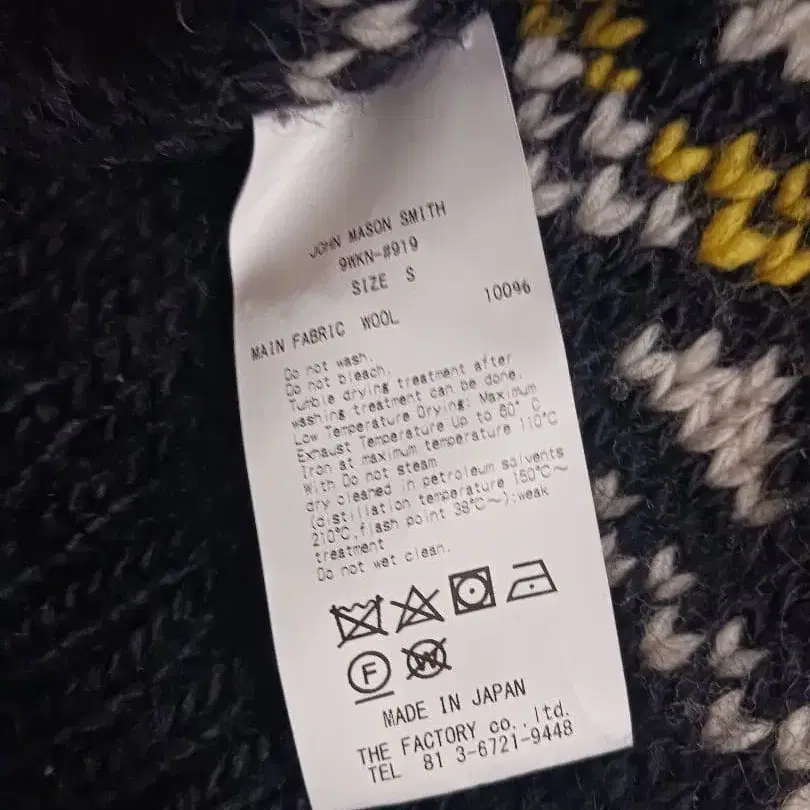 JOHN MASON SMITH
9WKN-#919
SIZE S
MAIN FABRIC WOOL 100%
Do not wash.
Do not bleach.
Tumble drying treatment after
washing treatment can be done.
Low Temperature Drying: Maximum
Exhaust Temperature Up to 60° C
Iron at maximum temperature 110°C
With Do not steam
dry cleaned in petroleum solvents
(distillation temperature 150°C~
210°C,flash point 38°C~):weak
treatment
Do not wet clean.
F W
MADE IN JAPAN
THE FACTORY co.,ltd.
TEL 81 3-6721-9448